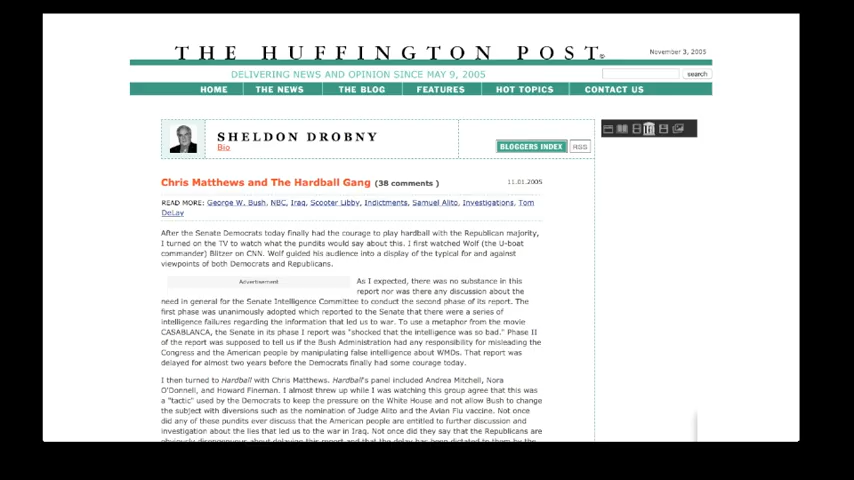 THE HUFFINGTON POST
November 3, 2005
DELIVERING NEWS AND OPINION SINCE MAY 9, 2005
search
HOME THE NEWS THE BLOG FEATURES HOT TOPICS CONTACT US
SHELDON DROBNY
Bio
BLOGGERS INDEX RSS
Chris Matthews and The Hardball Gang (38 comments )
11.01.2005
READ MORE: George W. Bush, NBC, Iraq, Scooter Libby, Indictments, Samuel Alito, Investigations, Tom
DeLay
After the Senate Democrats today finally had the courage to play hardball with the Republican majority,
I turned on the TV to watch what the pundits would say about this. I first watched Wolf (the U-boat
commander) Blitzer on CNN. Wolf guided his audience into a display of the typical for and against
viewpoints of both Democrats and Republicans.
Advertisement
As I expected, there was no substance in this
report nor was there any discussion about the
need in general for the Senate Intelligence Committee to conduct the second phase of its report. The
first phase was unanimously adopted which reported to the Senate that there were a series of
intelligence failures regarding the information that led us to war. To use a metaphor from the movie
CASABLANCA, the Senate in its phase I report was "shocked that the intelligence was so bad." Phase II
of the report was supposed to tell us if the Bush Administration had any responsibility for misleading the
Congress and the American people by manipulating false intelligence about WMDs. That report was
delayed for almost two years before the Democrats finally had some courage today.
I then turned to Hardball with Chris Matthews. Hardball's panel included Andrea Mitchell, Nora
O'Donnell, and Howard Fineman. I almost threw up while I was watching this group agree that this was
a "tactic" used by the Democrats to keep the pressure on the White House and not allow Bush to change
the subject with diversions such as the nomination of Judge Alito and the Avian Flu vaccine. Not once
did any of these pundits ever discuss that the American people are entitled to further discussion and
investigation about the lies that led us to the war in Iraq. Not once did they say that the Republicans are
obviously disingenuous about delaying this report and that the delay has been dictated to them by the